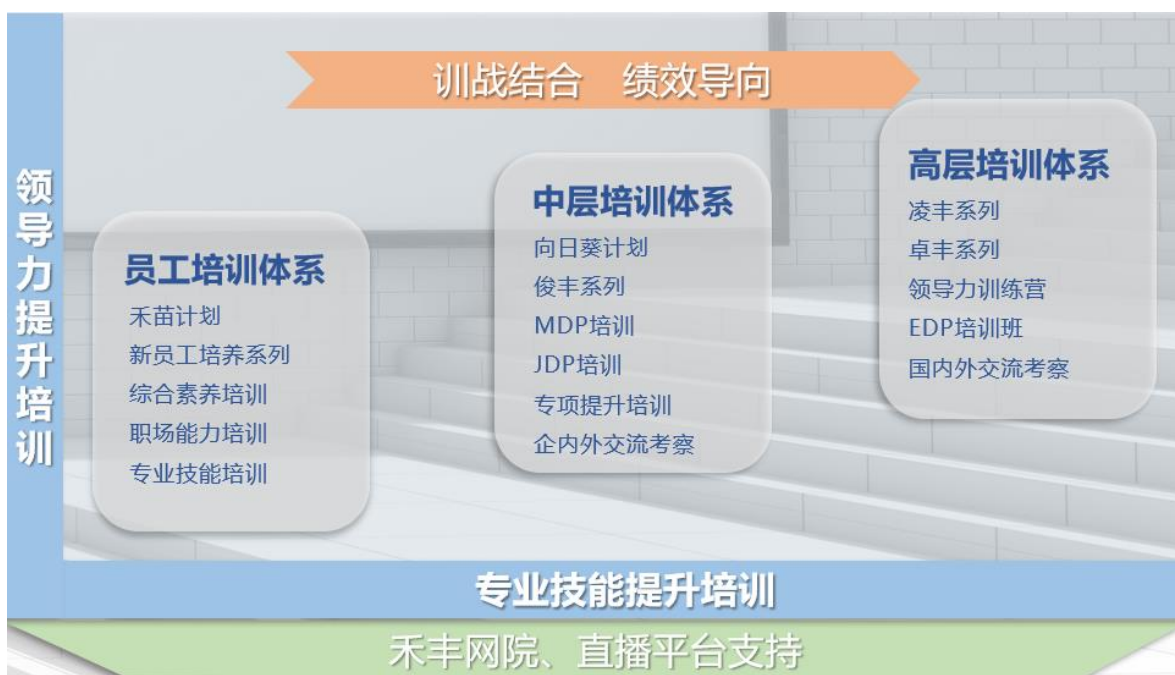 训战结合 绩效导向
领导力提升培训
员工培训体系
禾苗计划
新员工培养系列
综合素养培训
职场能力培训
专业技能培训
中层培训体系
向日葵计划
俊丰系列
MDP培训
JDP培训
专项提升培训
企内外交流考察
高层培训体系
凌丰系列
卓丰系列
领导力训练营
EDP培训班
国内外交流考察
专业技能提升培训
禾丰网院、直播平台支持